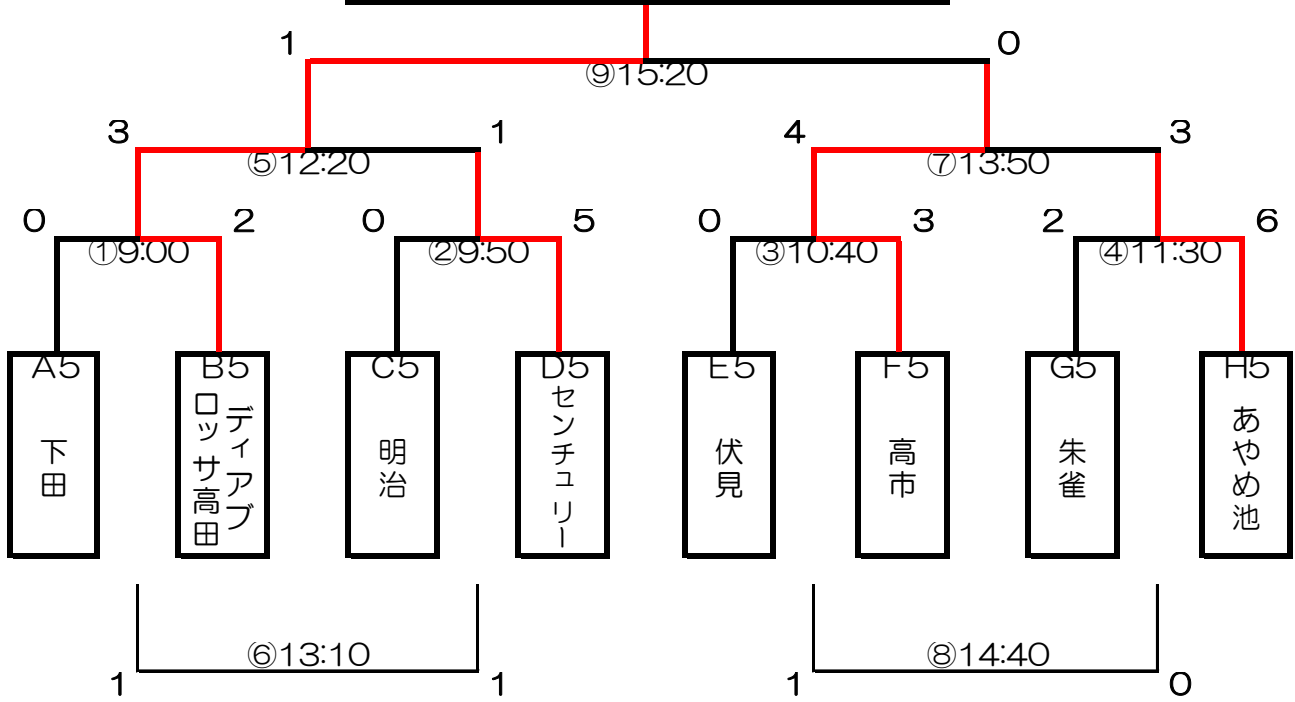 1 0
⑨15:20
3 1 4 3
⑤12:20 ⑦13:50
0 2 0 5 0 3 2 6
①9:00 ②9:50 ③10:40 ④11:30
A5 B5 C5 D5 E5 F5 G5 H5
下田
ディアブ
ロッサ高田
明治
センチュリー
伏見
高市
朱雀
あやめ池
⑥13:10 ⑧14:40
1 1 1 0